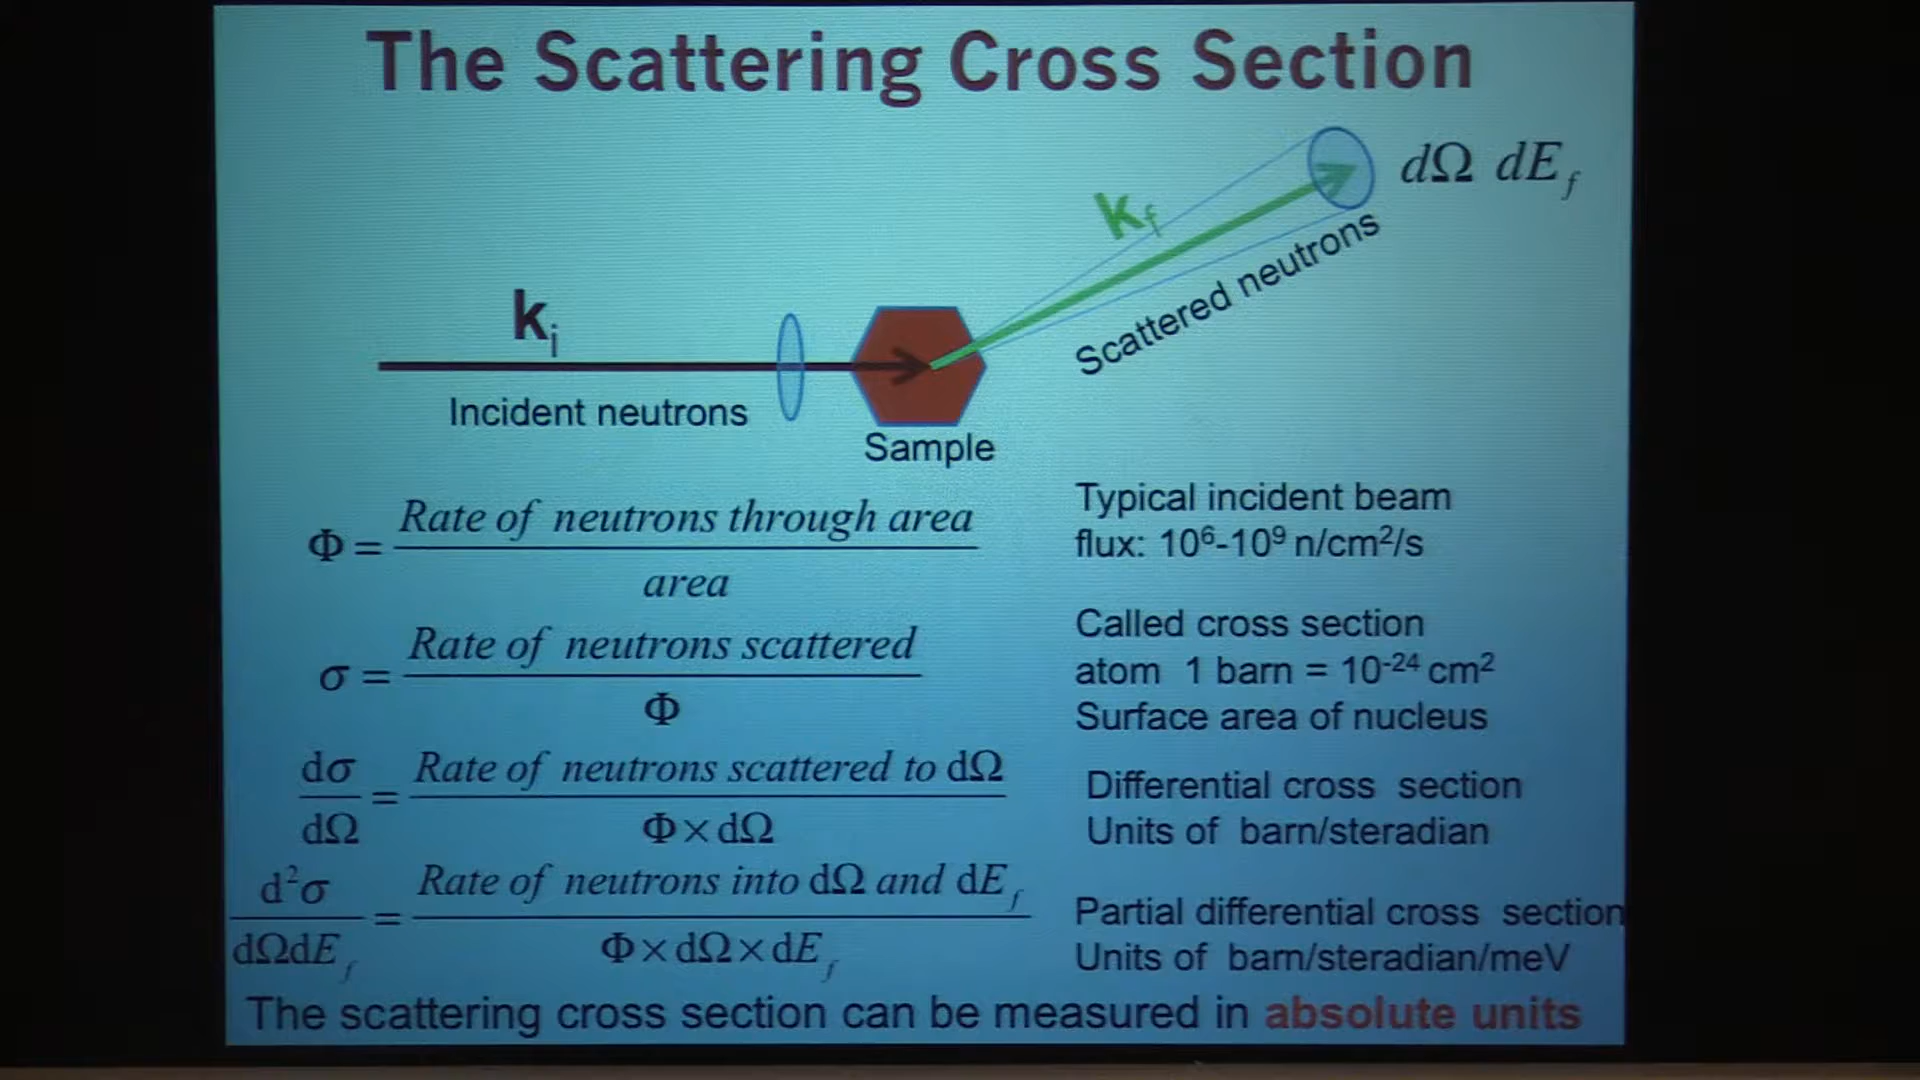 The Scattering Cross Section
dΩ dE_f
k_f
Scattered neutrons
k_i
Incident neutrons
Sample
Φ = Rate of neutrons through area / area
Typical incident beam
flux: 10⁶-10⁹ n/cm²/s
σ = Rate of neutrons scattered / Φ
Called cross section
atom 1 barn = 10⁻²⁴ cm²
Surface area of nucleus
dσ/dΩ = Rate of neutrons scattered to dΩ / Φ×dΩ
Differential cross section
Units of barn/steradian
d²σ/dΩdE_f = Rate of neutrons into dΩ and dE_f / Φ×dΩ×dE_f
Partial differential cross section
Units of barn/steradian/meV
The scattering cross section can be measured in absolute units